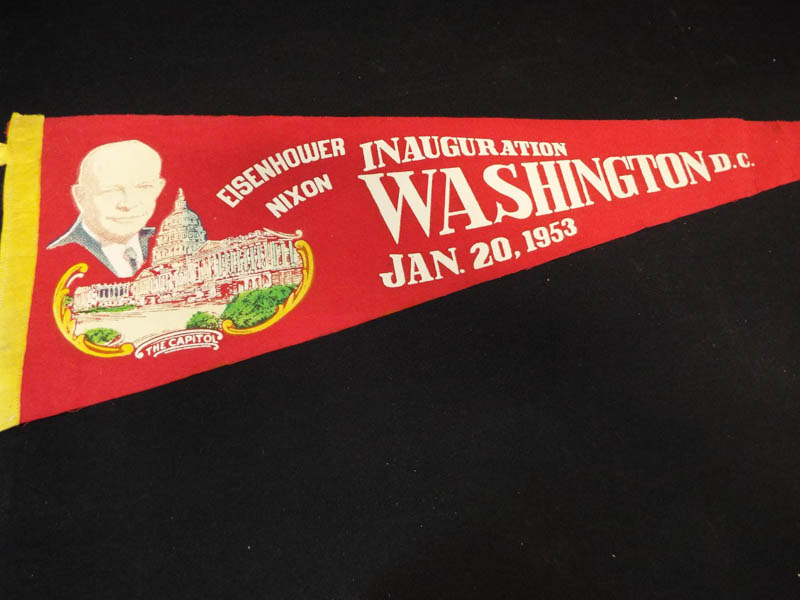 EISENHOWER
NIXON
INAUGURATION
WASHINGTON D.C.
JAN. 20, 1953
THE CAPITOL